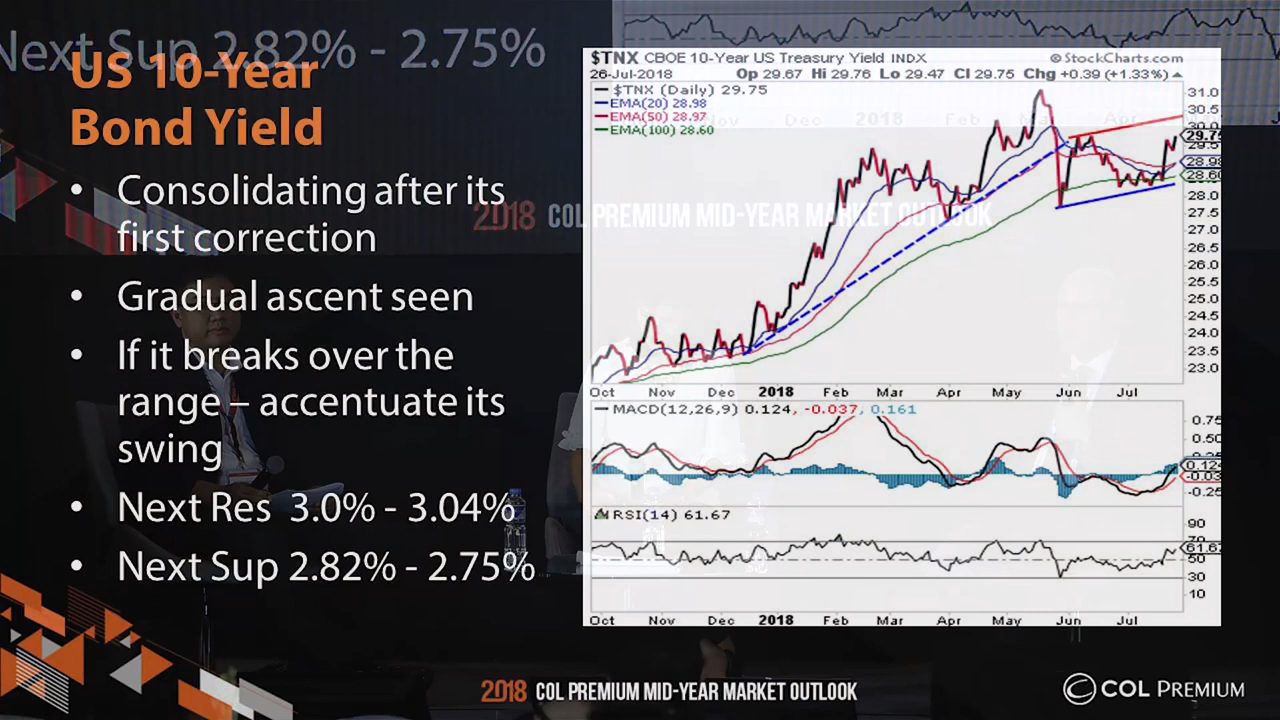 Next Sup 2.82% - 2.75%
US 10-Year
Bond Yield
• Consolidating after its
first correction
• Gradual ascent seen
• If it breaks over the
range – accentuate its
swing
• Next Res 3.0% - 3.04%
• Next Sup 2.82% - 2.75%
2018 COL PREMIUM MID-YEAR MARKET OUTLOOK
$TNX CBOE 10-Year US Treasury Yield INDX
© StockCharts.com
26-Jul-2018 Op 29.67 Hi 29.76 Lo 29.47 Cl 29.75 Chg +0.39 (+1.33%)
$TNX (Daily) 29.75
EMA(20) 28.98
EMA(50) 28.97
EMA(100) 28.60
31.0
30.5
30.0
29.5
28.0
27.5
27.0
26.5
26.0
25.5
25.0
24.5
24.0
23.5
23.0
Oct Nov Dec 2018 Feb Mar Apr May Jun Jul
MACD(12,26,9) 0.124, -0.037, 0.161
0.75
0.50
-0.25
RSI(14) 61.67
90
70
50
30
10
Oct Nov Dec 2018 Feb Mar Apr May Jun Jul
2018 COL PREMIUM MID-YEAR MARKET OUTLOOK
COL PREMIUM